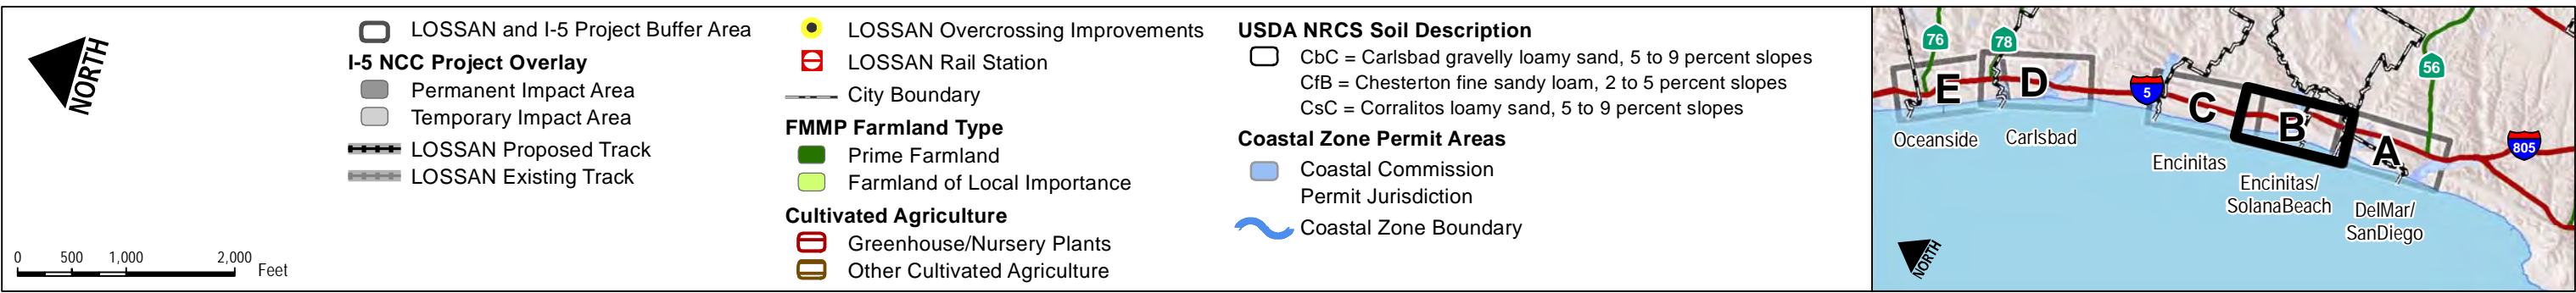 NORTH
0 500 1,000 2,000
Feet
LOSSAN and I-5 Project Buffer Area
I-5 NCC Project Overlay
Permanent Impact Area
Temporary Impact Area
LOSSAN Proposed Track
LOSSAN Existing Track
LOSSAN Overcrossing Improvements
LOSSAN Rail Station
City Boundary
FMMP Farmland Type
Prime Farmland
Farmland of Local Importance
Cultivated Agriculture
Greenhouse/Nursery Plants
Other Cultivated Agriculture
USDA NRCS Soil Description
CbC = Carlsbad gravelly loamy sand, 5 to 9 percent slopes
CfB = Chesterton fine sandy loam, 2 to 5 percent slopes
CsC = Corralitos loamy sand, 5 to 9 percent slopes
Coastal Zone Permit Areas
Coastal Commission
Permit Jurisdiction
Coastal Zone Boundary
76
78
56
5
805
E
D
C
B
A
Oceanside
Carlsbad
Encinitas
Encinitas/
SolanaBeach
DelMar/
SanDiego
NORTH